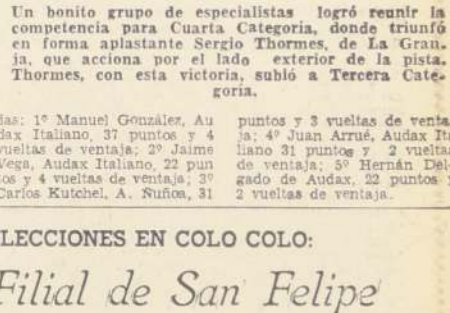 Un bonito grupo de especialistas logró reunir la
competencia para Cuarta Categoria, donde triunfó
en forma aplastante Sergio Thormes, de La Gran-
ja, que acciona por el lado exterior de la pista.
Thormes, con esta victoria, subió a Tercera Cate-
goria.
das: 1º Manuel González, Au
dax Italiano, 37 puntos y 4
vueltas de ventaja; 2º Jaime
Vega, Audax Italiano, 22 pun
tos y 4 vueltas de ventaja; 3º
Carlos Kutchel, A. Ñuñoa, 31
puntos y 3 vueltas de venta
ja; 4º Juan Arrué, Audax Ita
liano 31 puntos y 2 vueltas
de ventaja; 5º Hernán Del-
gado de Audax, 22 puntos y
2 vueltas de ventaja.
LECCIONES EN COLO COLO:
Filial de San Felipe